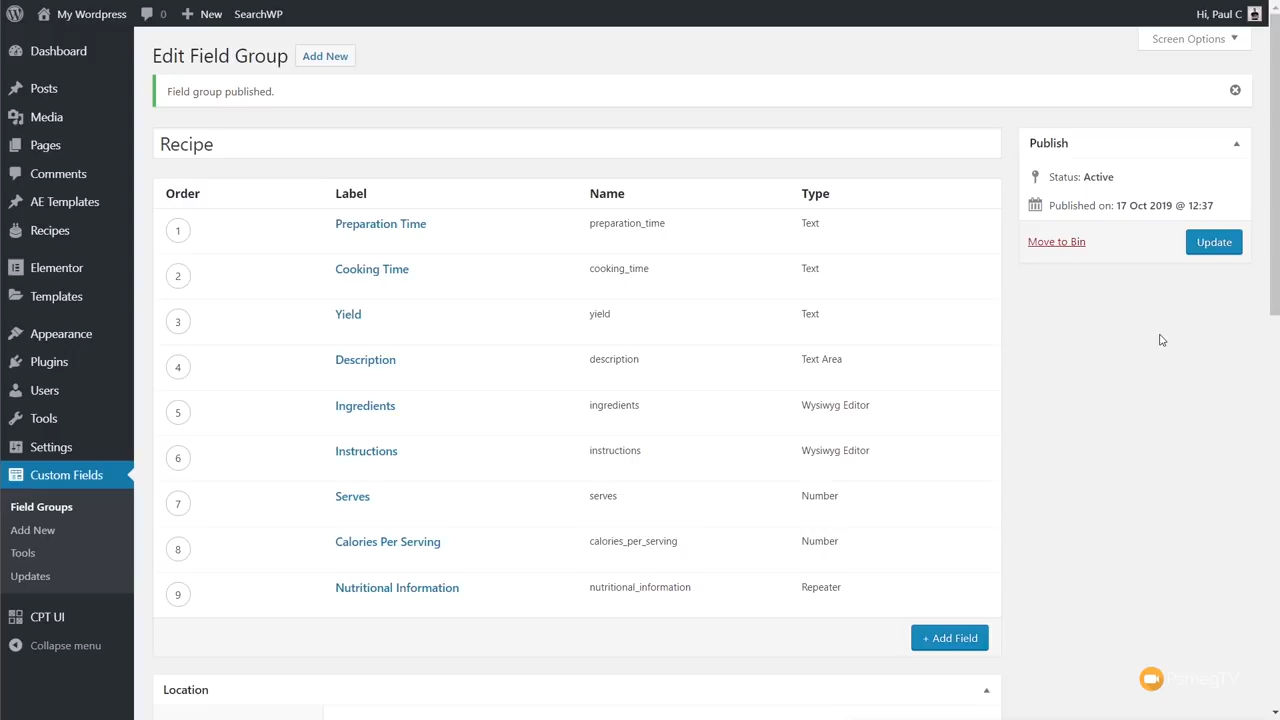 My Wordpress 0 New SearchWP Hi, Paul C
Screen Options
Dashboard
Posts
Media
Pages
Comments
AE Templates
Recipes
Elementor
Templates
Appearance
Plugins
Users
Tools
Settings
Custom Fields
Field Groups
Add New
Tools
Updates
CPT UI
Collapse menu
Edit Field Group Add New
Field group published.
Recipe
Order Label Name Type
1 Preparation Time preparation_time Text
2 Cooking Time cooking_time Text
3 Yield yield Text
4 Description description Text Area
5 Ingredients ingredients Wysiwyg Editor
6 Instructions instructions Wysiwyg Editor
7 Serves serves Number
8 Calories Per Serving calories_per_serving Number
9 Nutritional Information nutritional_information Repeater
+ Add Field
Location
Publish
Status: Active
Published on: 17 Oct 2019 @ 12:37
Move to Bin Update
PsmegTV